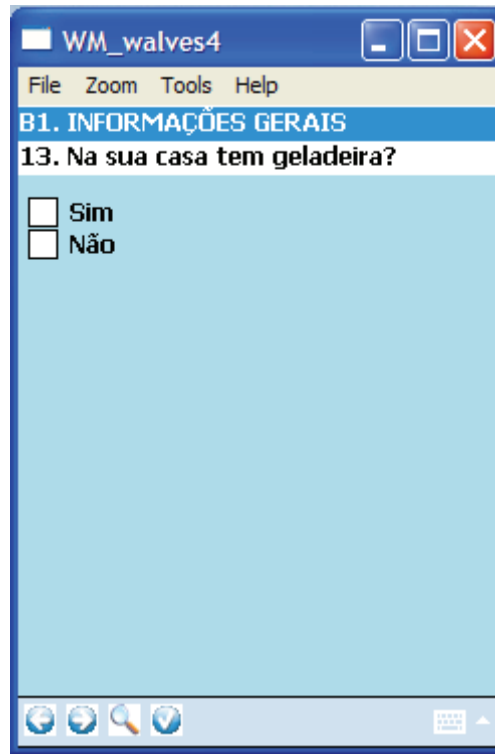 WM_walves4
File Zoom Tools Help
B1. INFORMAÇÕES GERAIS
13. Na sua casa tem geladeira?
Sim
Não